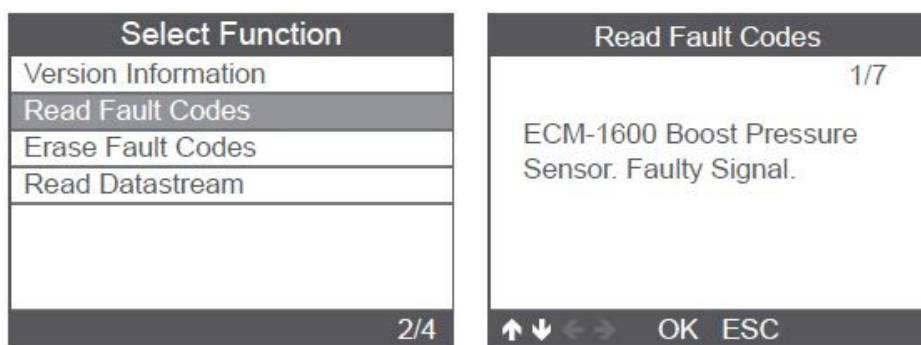 Select Function
Version Information
Read Fault Codes
Erase Fault Codes
Read Datastream
2/4
Read Fault Codes
1/7
ECM-1600 Boost Pressure
Sensor. Faulty Signal.
OK ESC